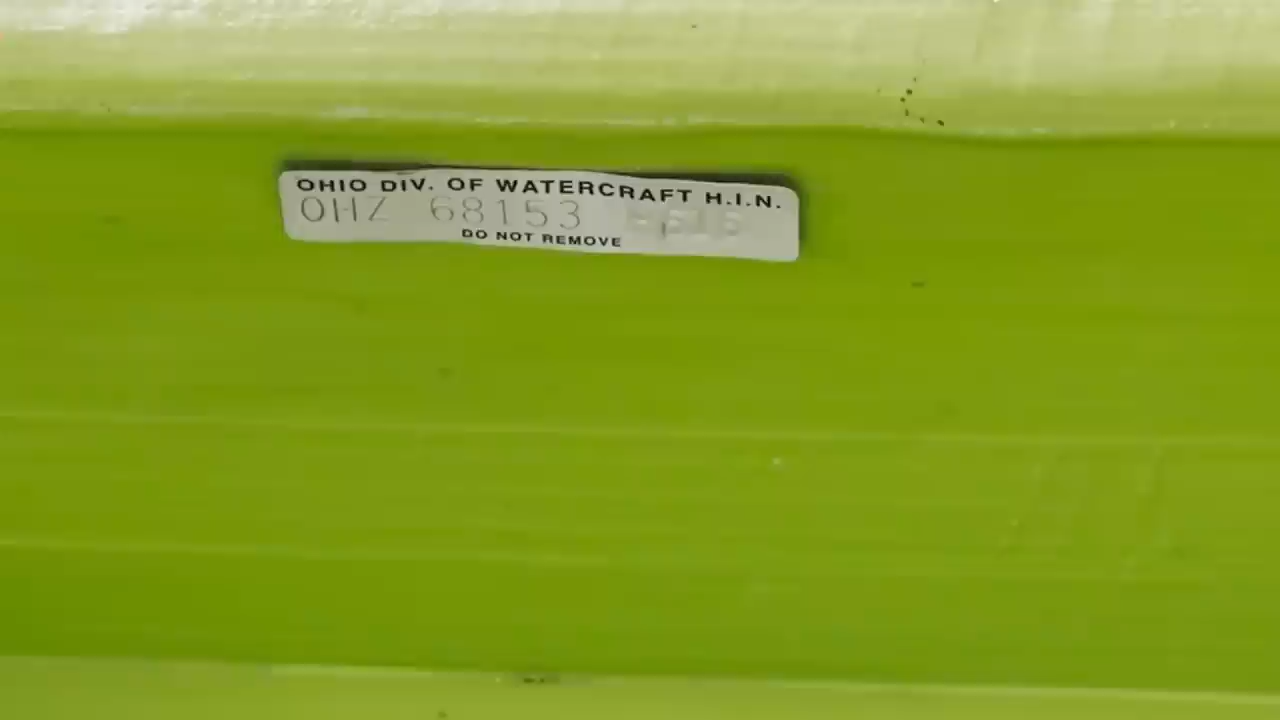 OHIO DIV. OF WATERCRAFT H.I.N.
OHZ 68153
DO NOT REMOVE